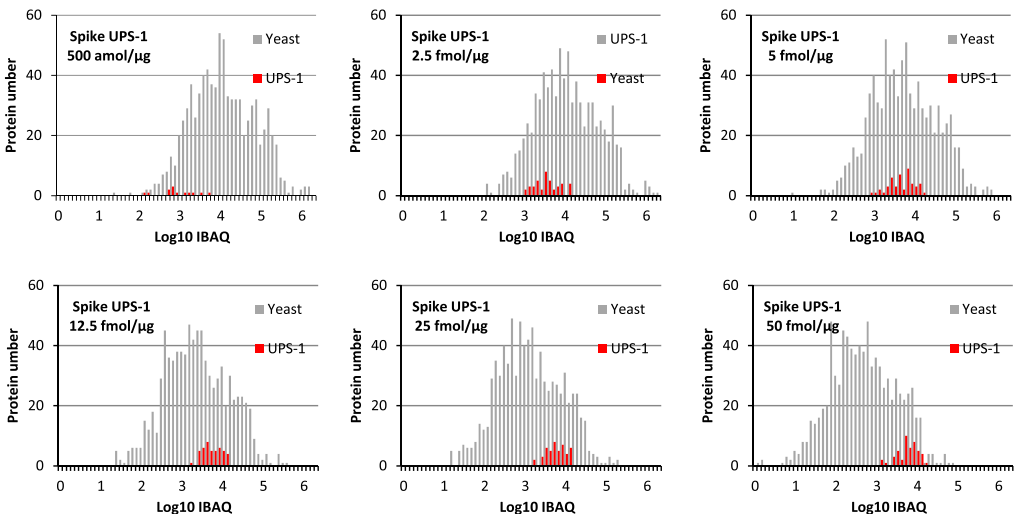 60
40
20
0
Protein umber
Spike UPS-1
500 amol/µg
Yeast
UPS-1
0 1 2 3 4 5 6
Log10 IBAQ
60
40
20
0
Protein umber
Spike UPS-1
2.5 fmol/µg
UPS-1
Yeast
0 1 2 3 4 5 6
Log10 IBAQ
60
40
20
0
Protein umber
Spike UPS-1
5 fmol/µg
Yeast
UPS-1
0 1 2 3 4 5 6
Log10 IBAQ
60
40
20
0
Protein umber
Spike UPS-1
12.5 fmol/µg
Yeast
UPS-1
0 1 2 3 4 5 6
Log10 IBAQ
60
40
20
0
Protein umber
Spike UPS-1
25 fmol/µg
Yeast
UPS-1
0 1 2 3 4 5 6
Log10 IBAQ
60
40
20
0
Protein umber
Spike UPS-1
50 fmol/µg
Yeast
UPS-1
0 1 2 3 4 5 6
Log10 IBAQ